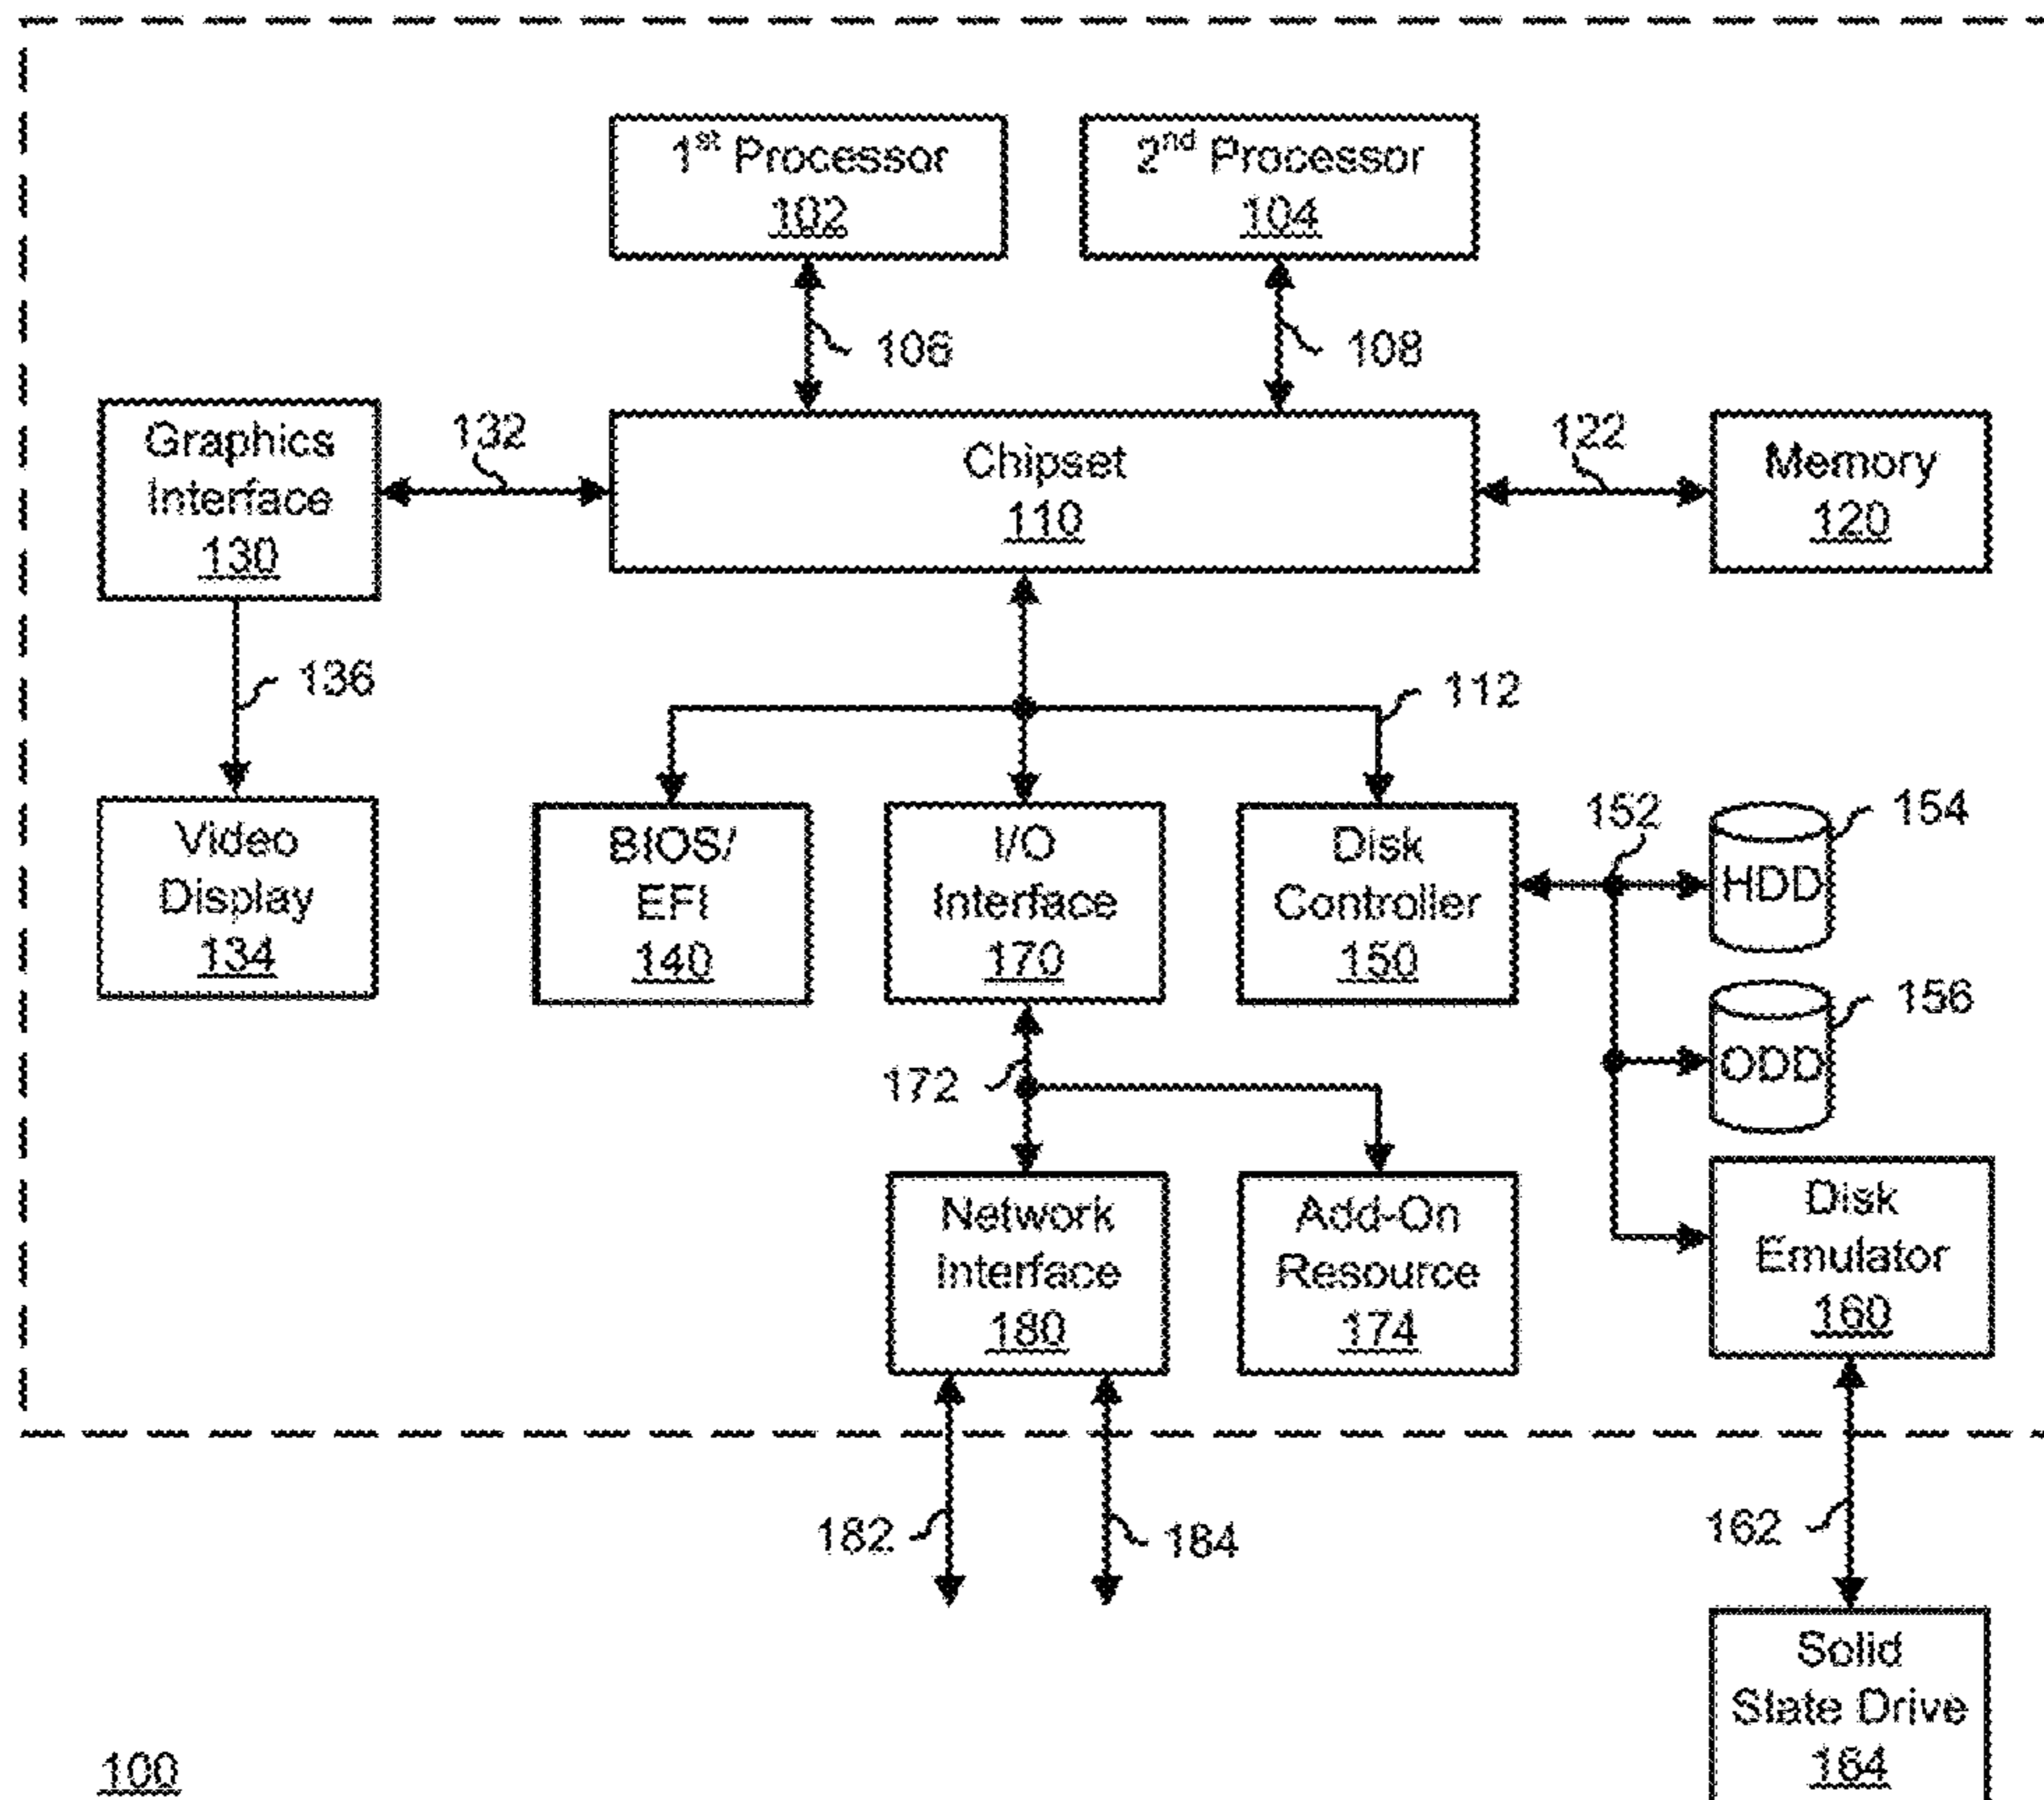 1st Processor
102
2nd Processor
104
106
108
Graphics
Interface
130
132
Chipset
110
122
Memory
120
136
112
Video
Display
134
BIOS/
EFI
140
I/O
Interface
170
Disk
Controller
150
152
154
HDD
156
ODD
172
Network
Interface
180
Add-On
Resource
174
Disk
Emulator
160
182
184
162
Solid
State Drive
164
100